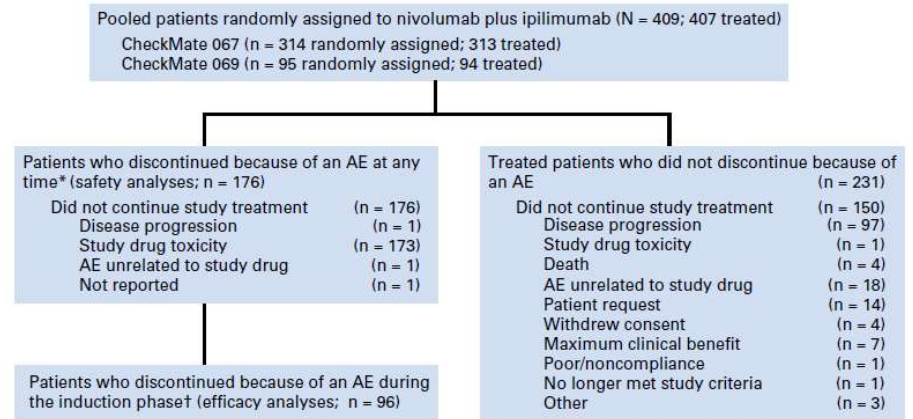 Pooled patients randomly assigned to nivolumab plus ipilimumab (N = 409; 407 treated)
CheckMate 067 (n = 314 randomly assigned; 313 treated)
CheckMate 069 (n = 95 randomly assigned; 94 treated)
Patients who discontinued because of an AE at any
time* (safety analyses; n = 176)
Did not continue study treatment (n = 176)
Disease progression (n = 1)
Study drug toxicity (n = 173)
AE unrelated to study drug (n = 1)
Not reported (n = 1)
Patients who discontinued because of an AE during
the induction phase† (efficacy analyses; n = 96)
Treated patients who did not discontinue because of
an AE (n = 231)
Did not continue study treatment (n = 150)
Disease progression (n = 97)
Study drug toxicity (n = 1)
Death (n = 4)
AE unrelated to study drug (n = 18)
Patient request (n = 14)
Withdrew consent (n = 4)
Maximum clinical benefit (n = 7)
Poor/noncompliance (n = 1)
No longer met study criteria (n = 1)
Other (n = 3)